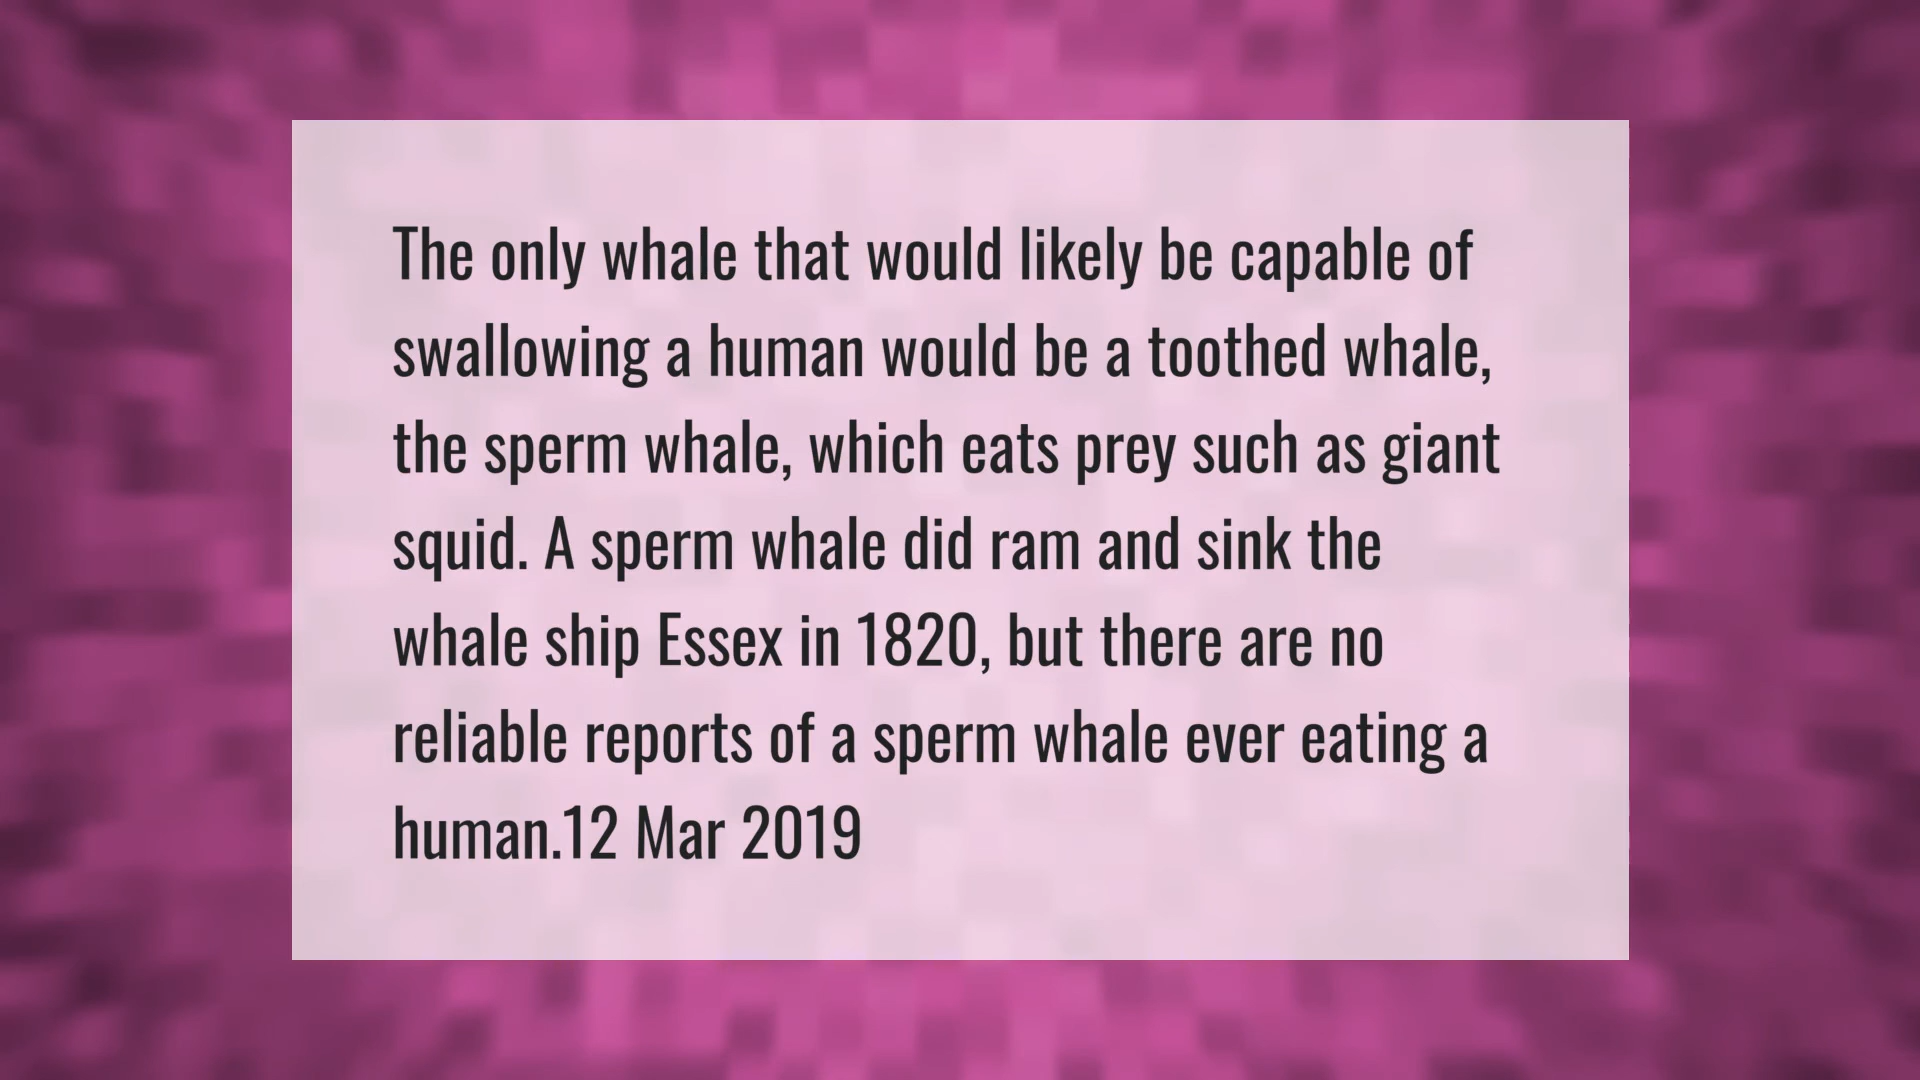 The only whale that would likely be capable of
swallowing a human would be a toothed whale,
the sperm whale, which eats prey such as giant
squid. A sperm whale did ram and sink the
whale ship Essex in 1820, but there are no
reliable reports of a sperm whale ever eating a
human.12 Mar 2019